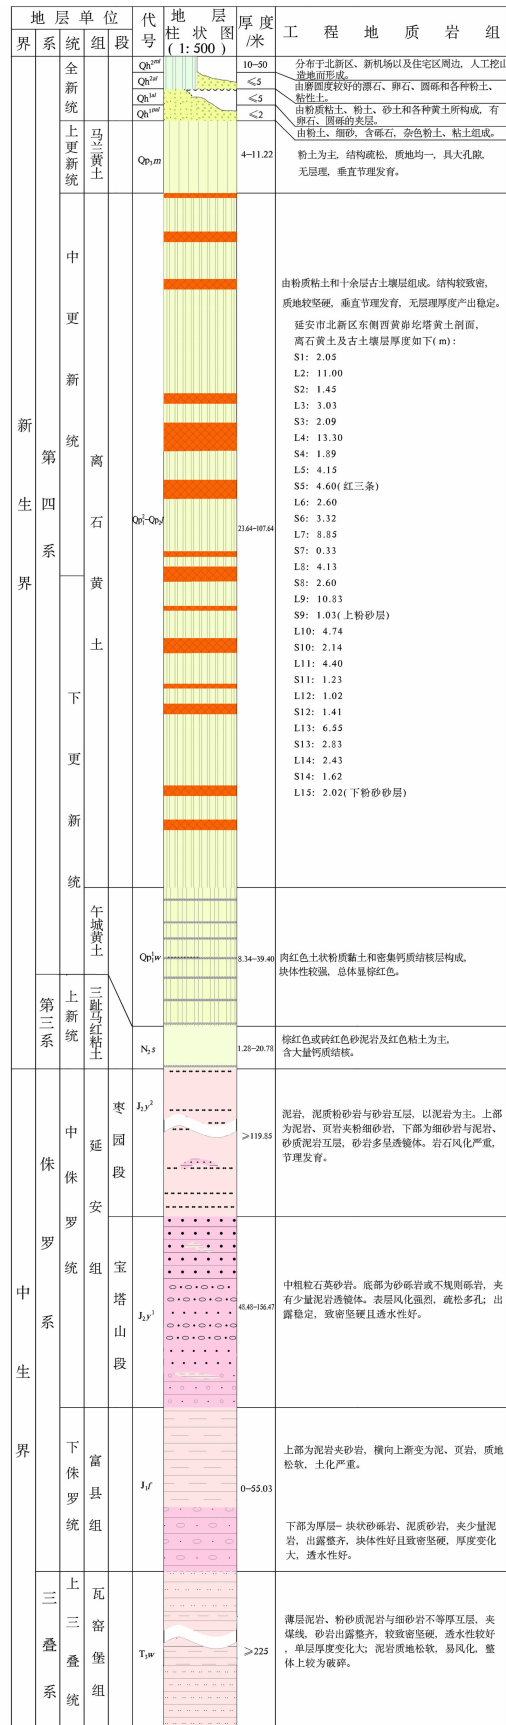 地层单位
界 系 统 组 段
代号
地层柱状图
(1:500)
厚度/米
工程地质岩组
新生界
第四系
全新统
Qh²ᵐˡ
10-50
分布于北新区、新机场以及住宅区周边，人工挖山
造地而形成。
Qh²ᵃˡ
≤5
由磨圆度较好的漂石、卵石、圆砾和各种粉土、
粘性土。
Qh¹ᵃˡ
≤5
由粉质粘土、粉土、砂土和各种黄土所构成，有
卵石、圆砾的夹层。
≤2
由粉土、细砂，含砾石，杂色粉土、粘土组成。
上更新统
马兰黄土
Qp₃m
4-11.22
粉土为主，结构疏松，质地均一，具大孔隙，
无层理，垂直节理发育。
中更新统
下更新统
离石黄土
23.64-107.64
由粉质粘土和十余层古土壤层组成。结构较致密，
质地较坚硬，垂直节理发育，无层理厚度产出稳定。
延安市北新区东侧西黄峁圪塔黄土剖面，
离石黄土及古土壤层厚度如下(m)：
S1: 2.05
L2: 11.00
S2: 1.45
L3: 3.03
S3: 2.09
L4: 13.30
S4: 1.89
L5: 4.15
S5: 4.60(红三条)
L6: 2.60
S6: 3.32
L7: 8.85
S7: 0.33
L8: 4.13
S8: 2.60
L9: 10.83
S9: 1.03(上粉砂层)
L10: 4.74
S10: 2.14
L11: 4.40
S11: 1.23
L12: 1.02
S12: 1.41
L13: 6.55
S13: 2.83
L14: 2.43
S14: 1.62
L15: 2.02(下粉砂砂层)
午城黄土
Qp₁¹w
8.34-39.40
肉红色土状粉质黏土和密集钙质结核层构成，
块体性较强，总体显棕红色。
第三系
上新统
三趾马红粘土
N₂s
1.28-20.78
棕红色或砖红色砂泥岩及红色粘土为主，
含大量钙质结核。
中生界
侏罗系
中侏罗统
延安组
枣园段
J₂y²
≥119.85
泥岩，泥质粉砂岩与砂岩互层，以泥岩为主。上部
为泥岩、页岩夹粉细砂岩，下部为细砂岩与泥岩、
砂质泥岩互层，砂岩多呈透镜体。岩石风化严重，
节理发育。
宝塔山段
J₂y¹
48.48-156.47
中粗粒石英砂岩。底部为砂砾岩或不规则砾岩，夹
有少量泥岩透镜体。表层风化强烈，疏松多孔；出
露稳定，致密坚硬且透水性好。
下侏罗统
富县组
J₁f
0-55.03
上部为泥岩夹砂岩，横向上渐变为泥、页岩，质地
松软，土化严重。
下部为厚层-块状砂砾岩、泥质砂岩，夹少量泥
岩，出露整齐，块体性好且致密坚硬，厚度变化
大，透水性好。
三叠系
上三叠统
瓦窑堡组
T₃w
≥225
薄层泥岩、粉砂质泥岩与细砂岩不等厚互层，夹
煤线，砂岩出露整齐，较致密坚硬，透水性较好
，单层厚度变化大；泥岩质地松软，易风化，整
体上较为破碎。